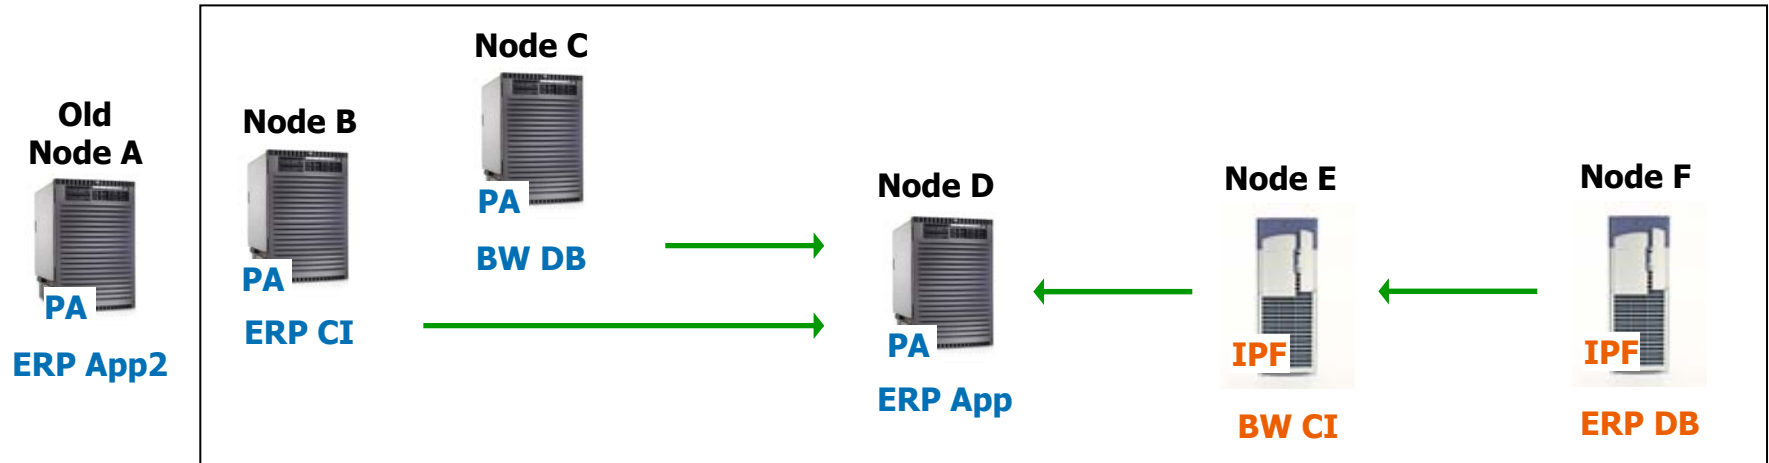 Old
Node A
PA
ERP App2
Node B
PA
ERP CI
Node C
PA
BW DB
Node D
PA
ERP App
Node E
IPF
BW CI
Node F
IPF
ERP DB